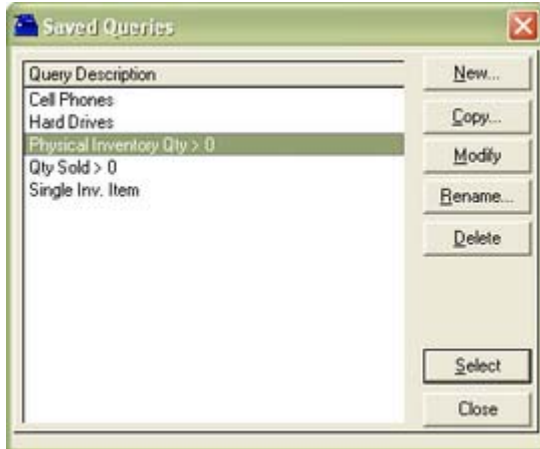 Saved Queries
Query Description
Cell Phones
Hard Drives
Physical Inventory Qty > 0
Qty Sold > 0
Single Inv. Item
New...
Copy...
Modify
Rename...
Delete
Select
Close